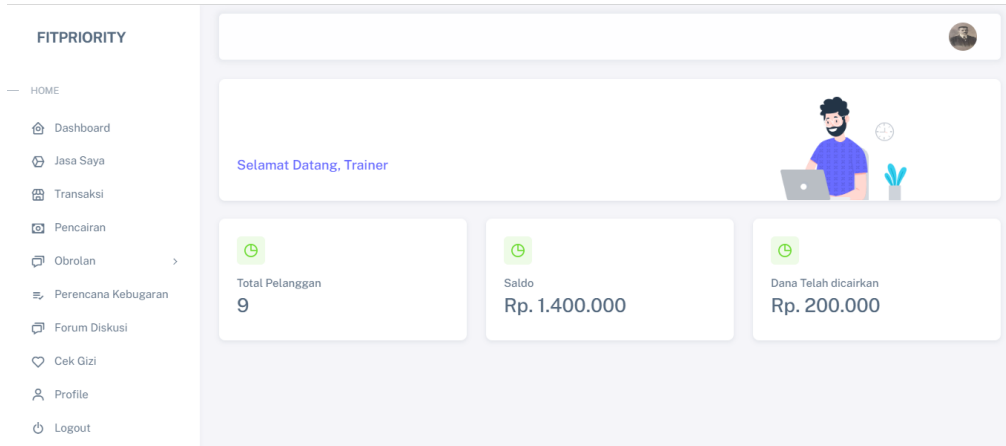 FITPRIORITY
HOME
Dashboard
Jasa Saya
Transaksi
Pencairan
Obrolan
Perencana Kebugaran
Forum Diskusi
Cek Gizi
Profile
Logout
Selamat Datang, Trainer
Total Pelanggan
9
Saldo
Rp. 1.400.000
Dana Telah dicairkan
Rp. 200.000